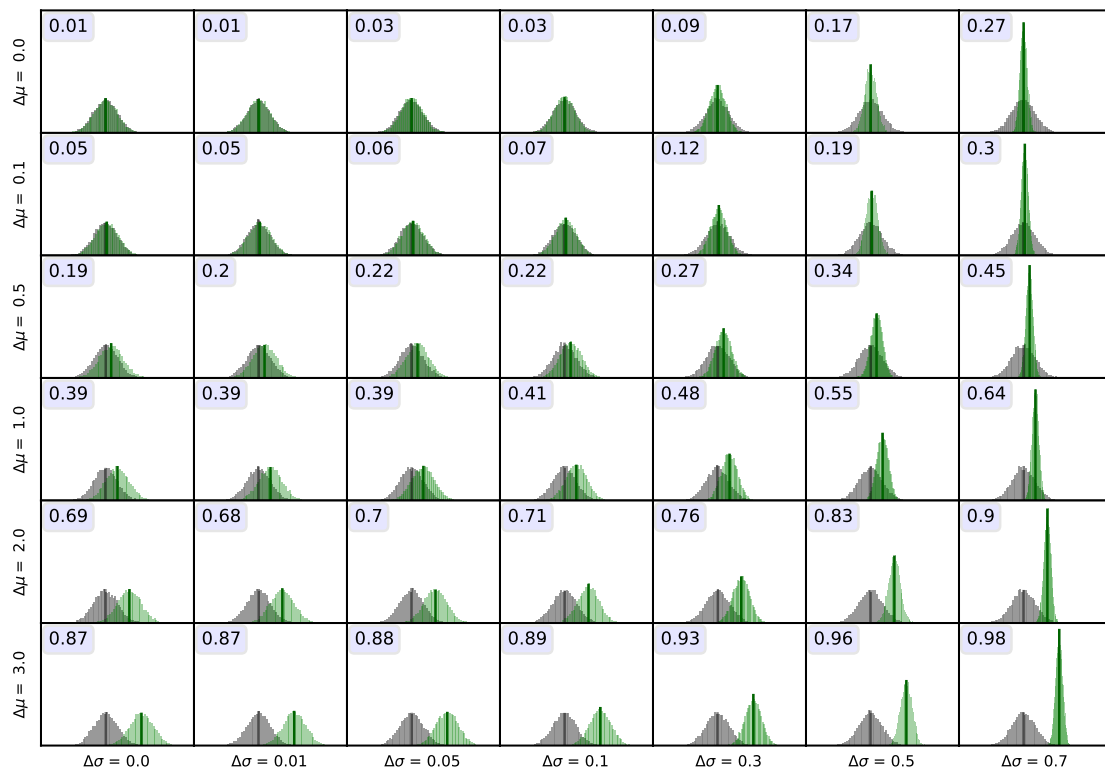 Δμ = 0.0 0.01 0.01 0.03 0.03 0.09 0.17 0.27
Δμ = 0.1 0.05 0.05 0.06 0.07 0.12 0.19 0.3
Δμ = 0.5 0.19 0.2 0.22 0.22 0.27 0.34 0.45
Δμ = 1.0 0.39 0.39 0.39 0.41 0.48 0.55 0.64
Δμ = 2.0 0.69 0.68 0.7 0.71 0.76 0.83 0.9
Δμ = 3.0 0.87 0.87 0.88 0.89 0.93 0.96 0.98
Δσ = 0.0 Δσ = 0.01 Δσ = 0.05 Δσ = 0.1 Δσ = 0.3 Δσ = 0.5 Δσ = 0.7